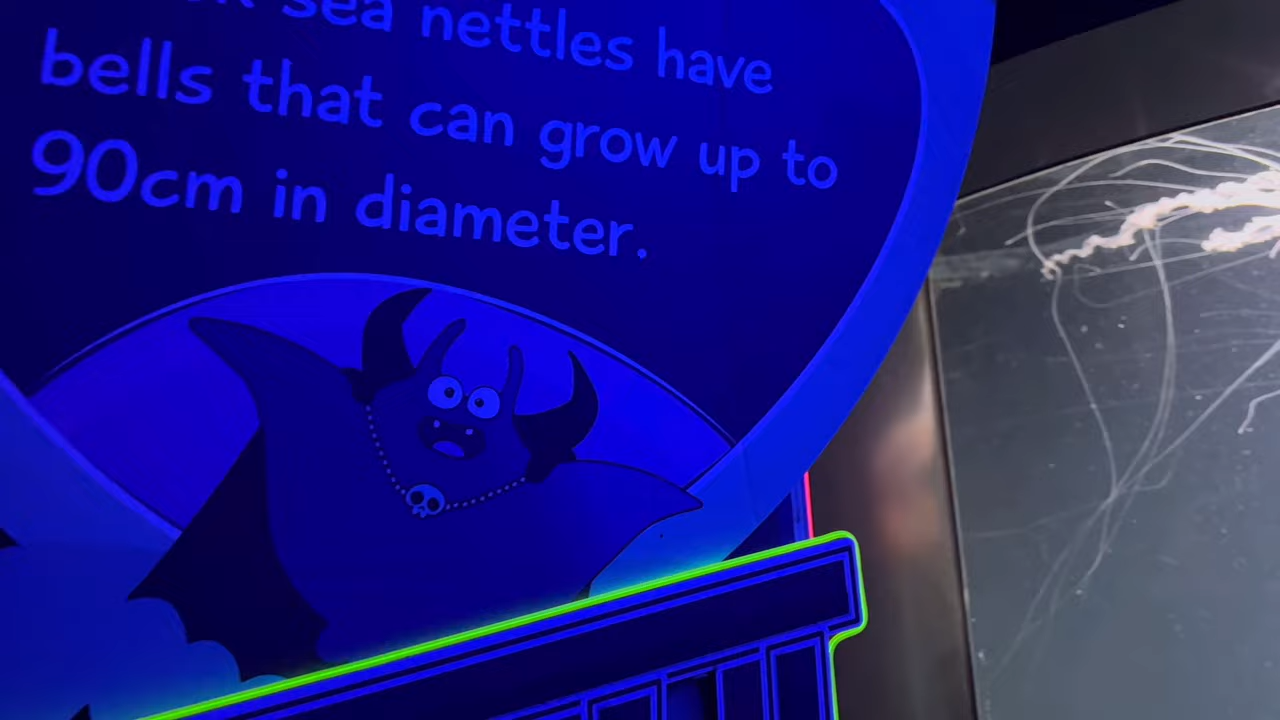 sea nettles have
bells that can grow up to
90cm in diameter.